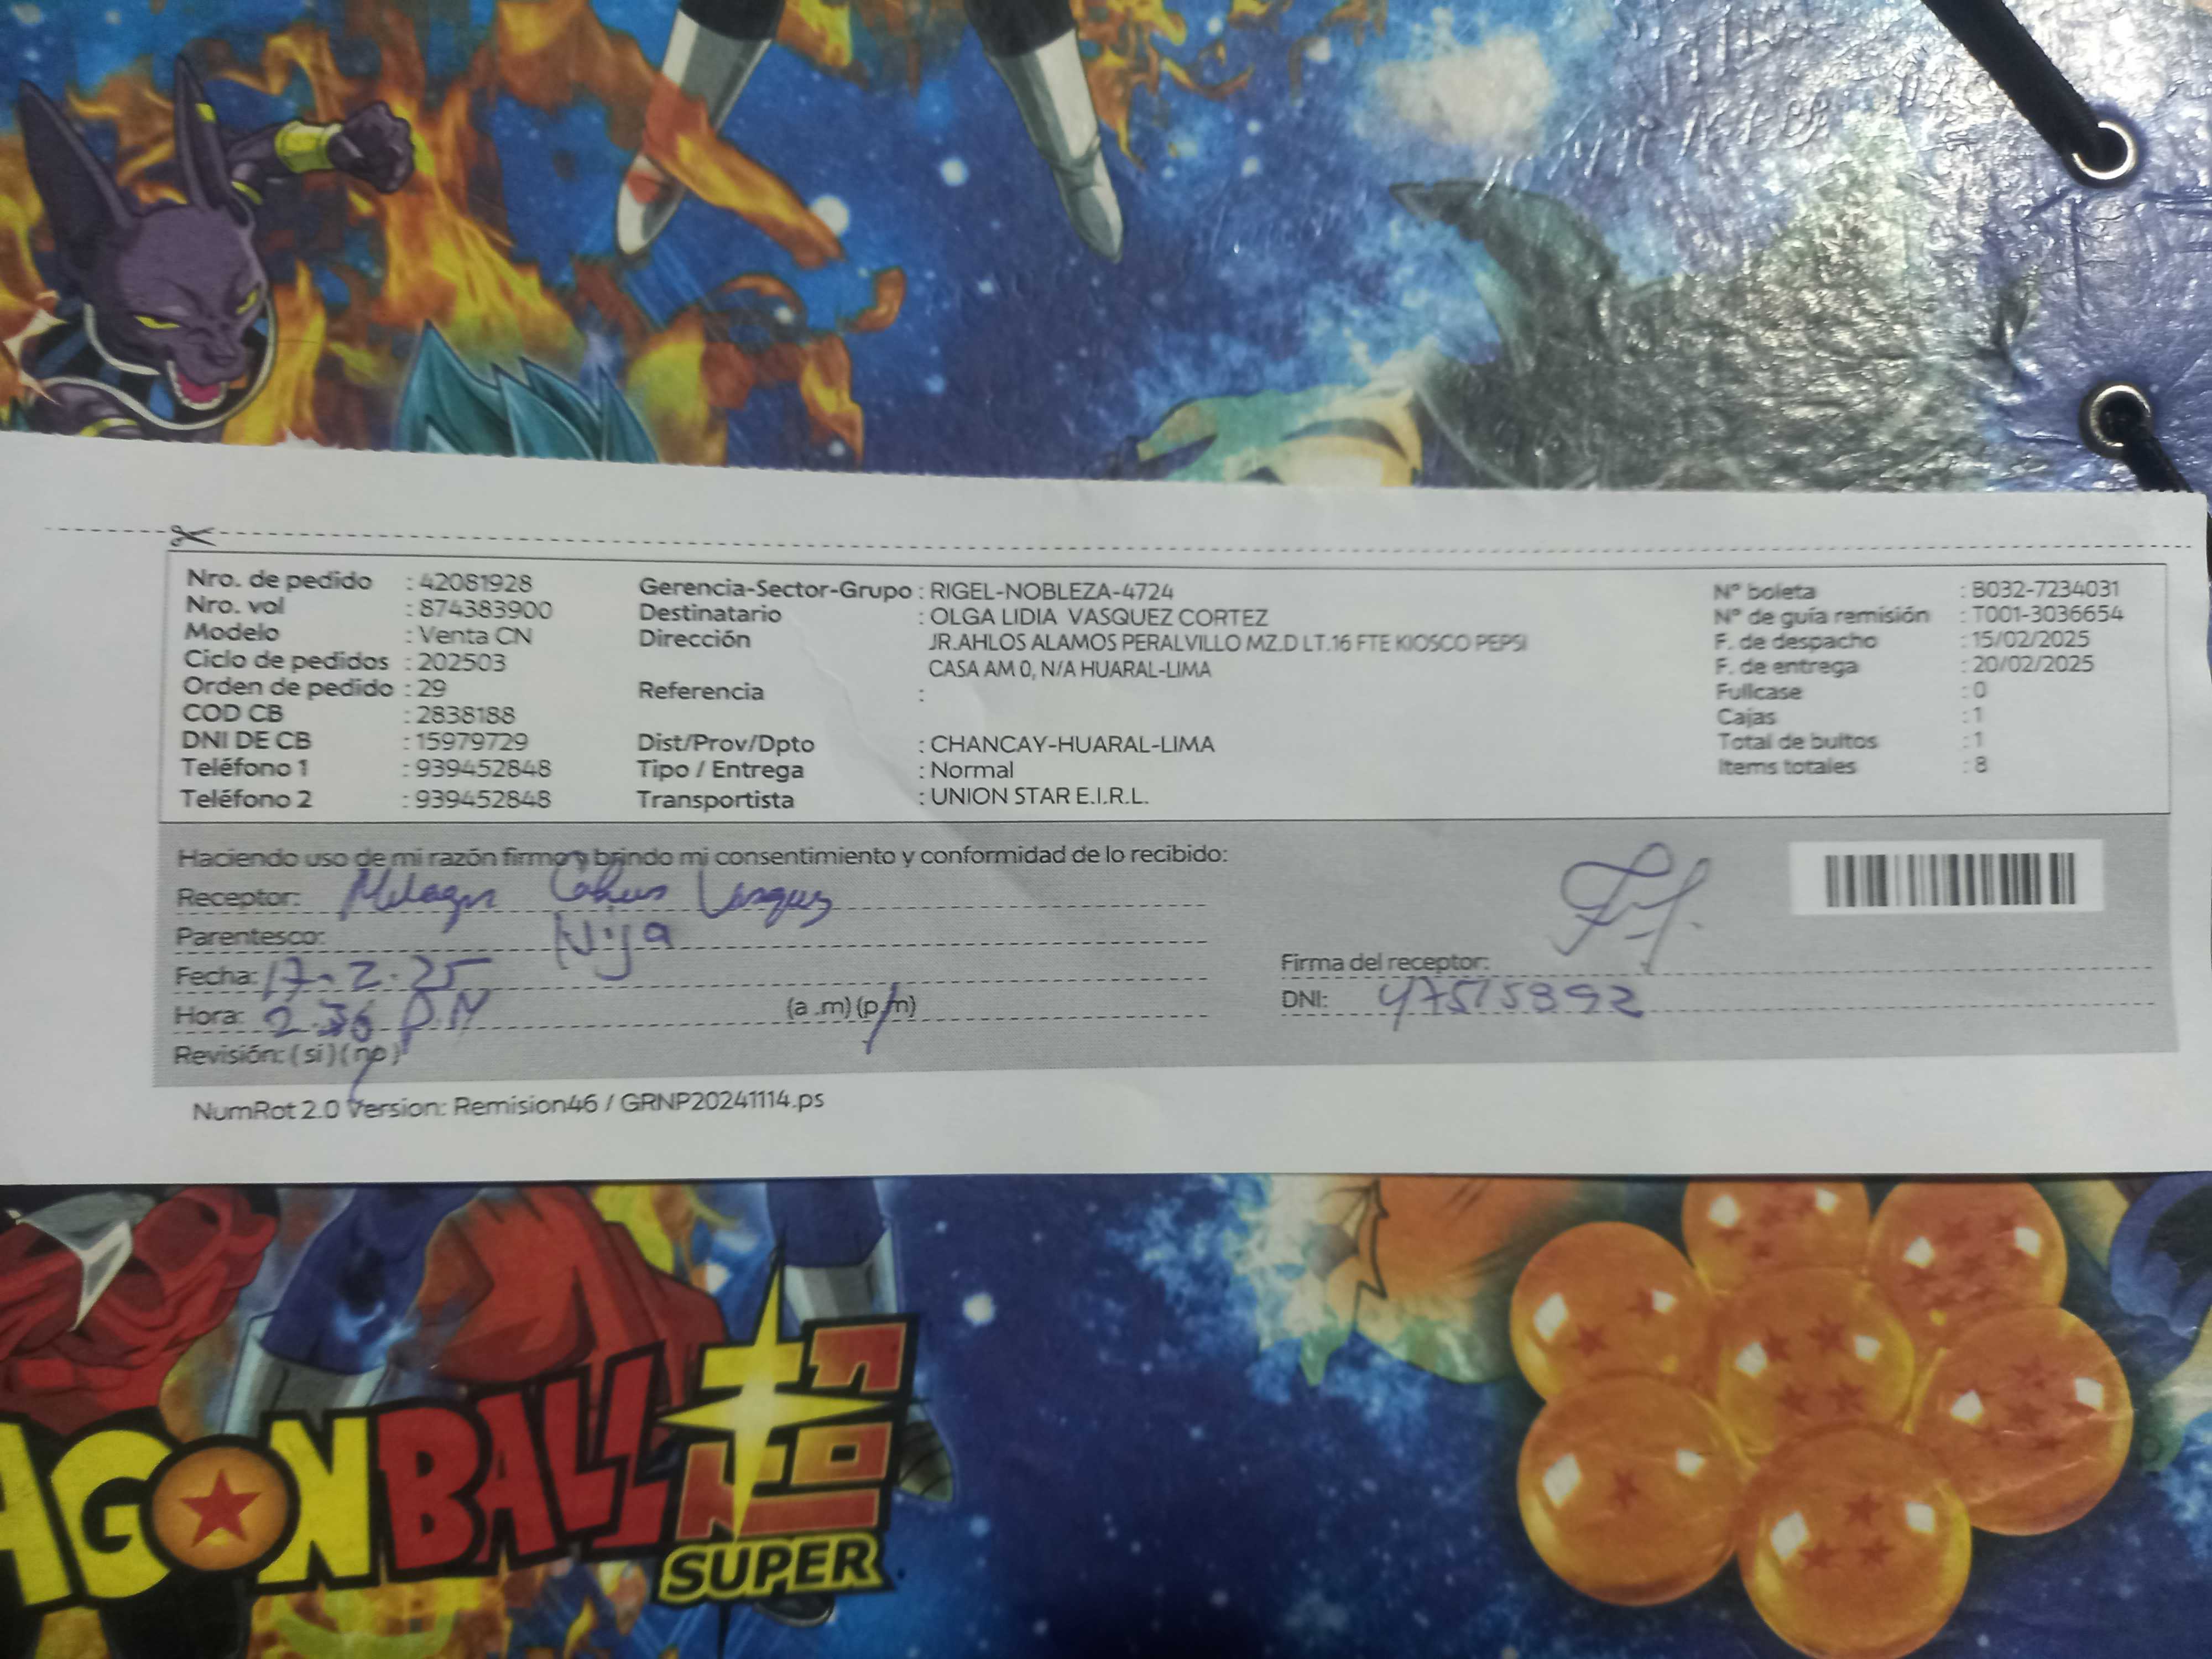 Nro. de pedido : 42081928
Nro. vol : 874383900
Modelo : Venta CN
Ciclo de pedidos : 202503
Orden de pedido : 29
COD CB : 2838188
DNI DE CB : 15979729
Teléfono 1 : 939452848
Teléfono 2 : 939452848
Gerencia-Sector-Grupo : RIGEL-NOBLEZA-4724
Destinatario : OLGA LIDIA VASQUEZ CORTEZ
Dirección JR.AHLOS ALAMOS PERALVILLO MZ.D LT.16 FTE KIOSCO PEPSI
CASA AM 0, N/A HUARAL-LIMA
Referencia :
Dist/Prov/Dpto : CHANCAY-HUARAL-LIMA
Tipo / Entrega : Normal
Transportista : UNION STAR E.I.R.L.
N° boleta : B032-7234031
N° de guía remisión : T001-3036654
F. de despacho : 15/02/2025
F. de entrega : 20/02/2025
Fullcase : 0
Cajas : 1
Total de bultos : 1
Items totales : 8
Haciendo uso de mi razón firmo y brindo mi consentimiento y conformidad de lo recibido:
Receptor: Vasquez
Parentesco: Hija
Fecha: 17-2-25
Hora: 2:36 P.M (a .m) (p.m)
Revisión: ( si ) ( no )
Firma del receptor:
DNI: 47515892
NumRot 2.0 Version: Remision46 / GRNP20241114.ps
AGON BALL 超
SUPER